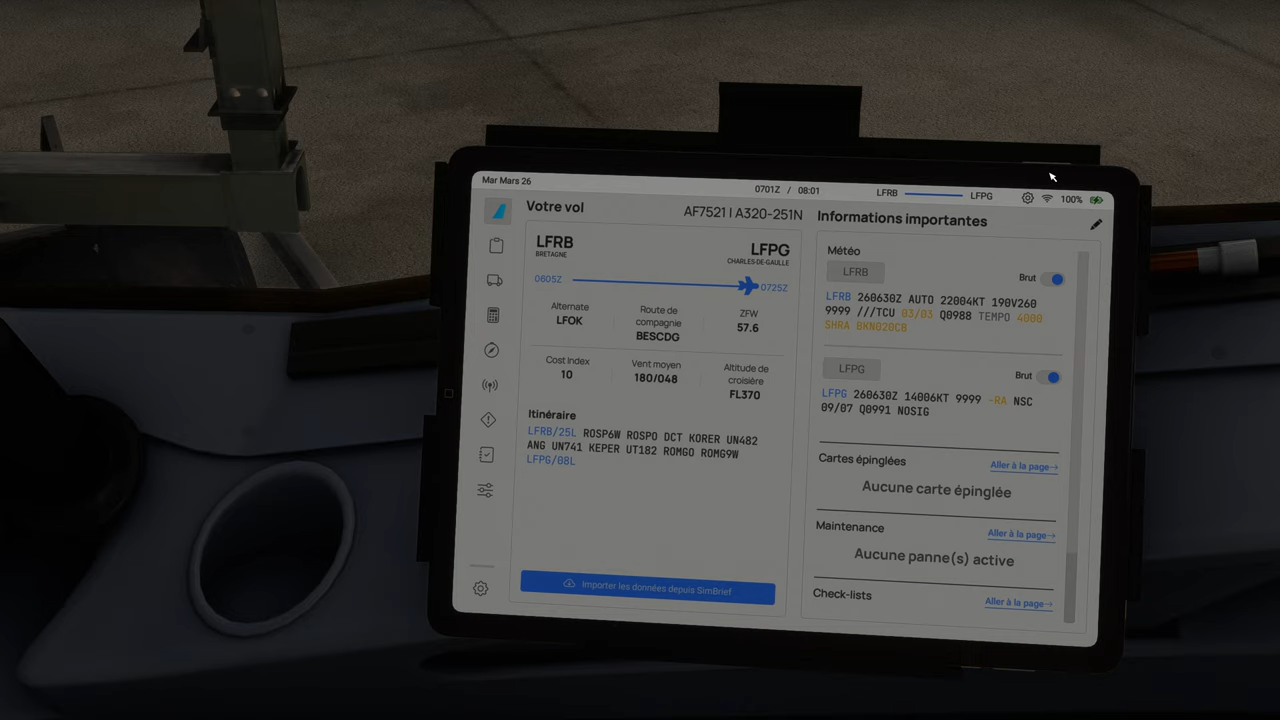 Mar Mars 26
0701Z / 08:01
LFRB
LFPG
100%
Votre vol
AF7521 | A320-251N
LFRB
BRETAGNE
LFPG
CHARLES-DE-GAULLE
0605Z
0725Z
Alternate
LFOK
Route de
compagnie
BESCDG
ZFW
57.6
Cost Index
10
Vent moyen
180/048
Altitude de
croisière
FL370
Itinéraire
LFRB/25L ROSP6W ROSPO DCT KORER UN482
ANG UN741 KEPER UT182 ROMGO ROMG9W
LFPG/08L
Importer les données depuis SimBrief
Informations importantes
Météo
LFRB
Brut
LFRB 260630Z AUTO 22004KT 190V260
9999 ///TCU 03/03 Q0988 TEMPO 4000
SHRA BKN020CB
LFPG
Brut
LFPG 260630Z 14006KT 9999 -RA NSC
09/07 Q0991 NOSIG
Cartes épinglées
Aller à la page→
Aucune carte épinglée
Maintenance
Aller à la page→
Aucune panne(s) active
Check-lists
Aller à la page→